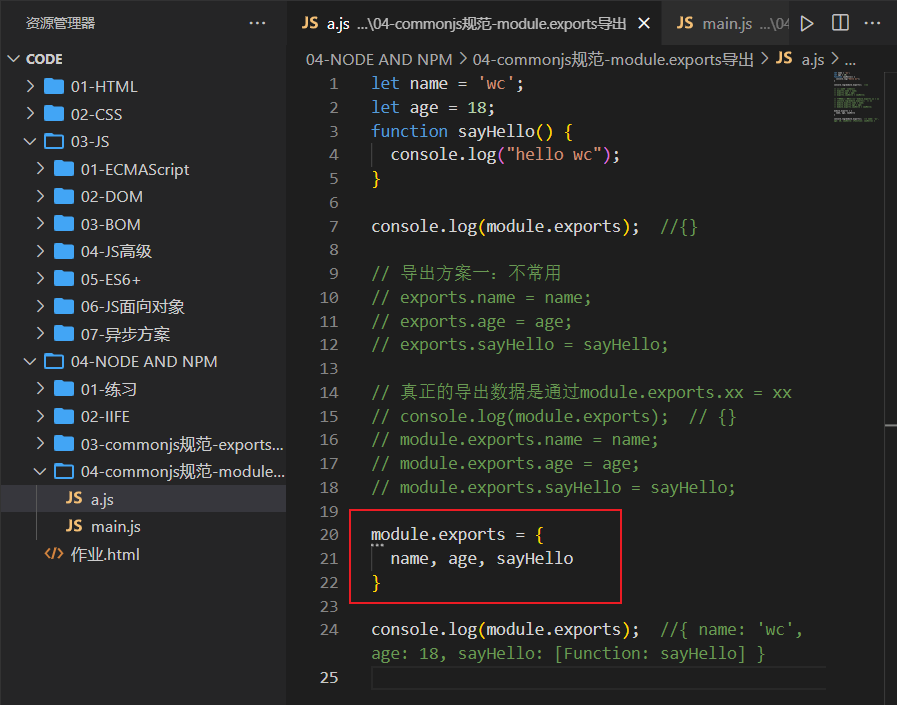 资源管理器
CODE
01-HTML
02-CSS
03-JS
01-ECMAScript
02-DOM
03-BOM
04-JS高级
05-ES6+
06-JS面向对象
07-异步方案
04-NODE AND NPM
01-练习
02-IIFE
03-commonjs规范-exports...
04-commonjs规范-module...
JS a.js
JS main.js
作业.html
JS a.js ...\04-commonjs规范-module.exports导出
JS main.js ...\04
04-NODE AND NPM > 04-commonjs规范-module.exports导出 > JS a.js > ...
1 let name = 'wc';
2 let age = 18;
3 function sayHello() {
4 console.log("hello wc");
5 }
6
7 console.log(module.exports);  //{}
8
9 // 导出方案一：不常用
10 // exports.name = name;
11 // exports.age = age;
12 // exports.sayHello = sayHello;
13
14 // 真正的导出数据是通过module.exports.xx = xx
15 // console.log(module.exports);  // {}
16 // module.exports.name = name;
17 // module.exports.age = age;
18 // module.exports.sayHello = sayHello;
19
20 module.exports = {
21 name, age, sayHello
22 }
23
24 console.log(module.exports);  //{ name: 'wc',
age: 18, sayHello: [Function: sayHello] }
25